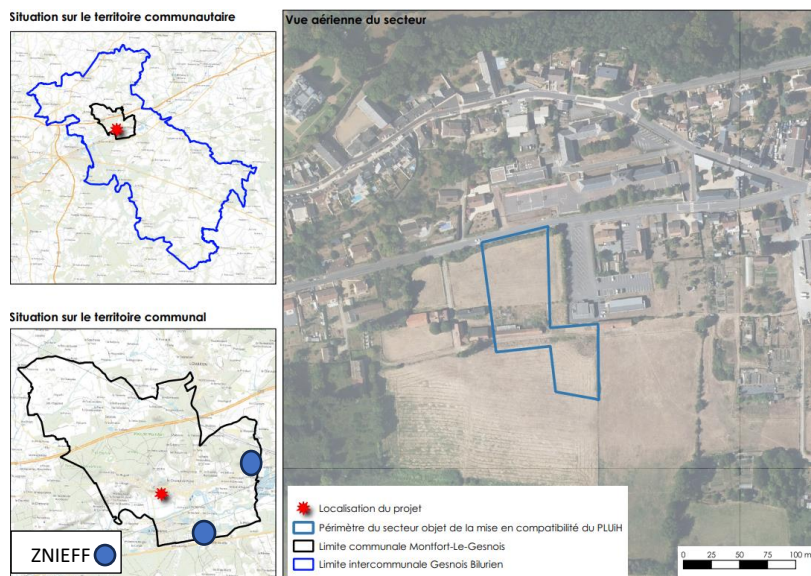 Situation sur le territoire communautaire
Vue aérienne du secteur
Situation sur le territoire communal
ZNIEFF
Localisation du projet
Périmètre du secteur objet de la mise en compatibilité du PLUiH
Limite communale Montfort-Le-Gesnois
Limite intercommunale Gesnois Bilurien
0 25 50 75 100 m